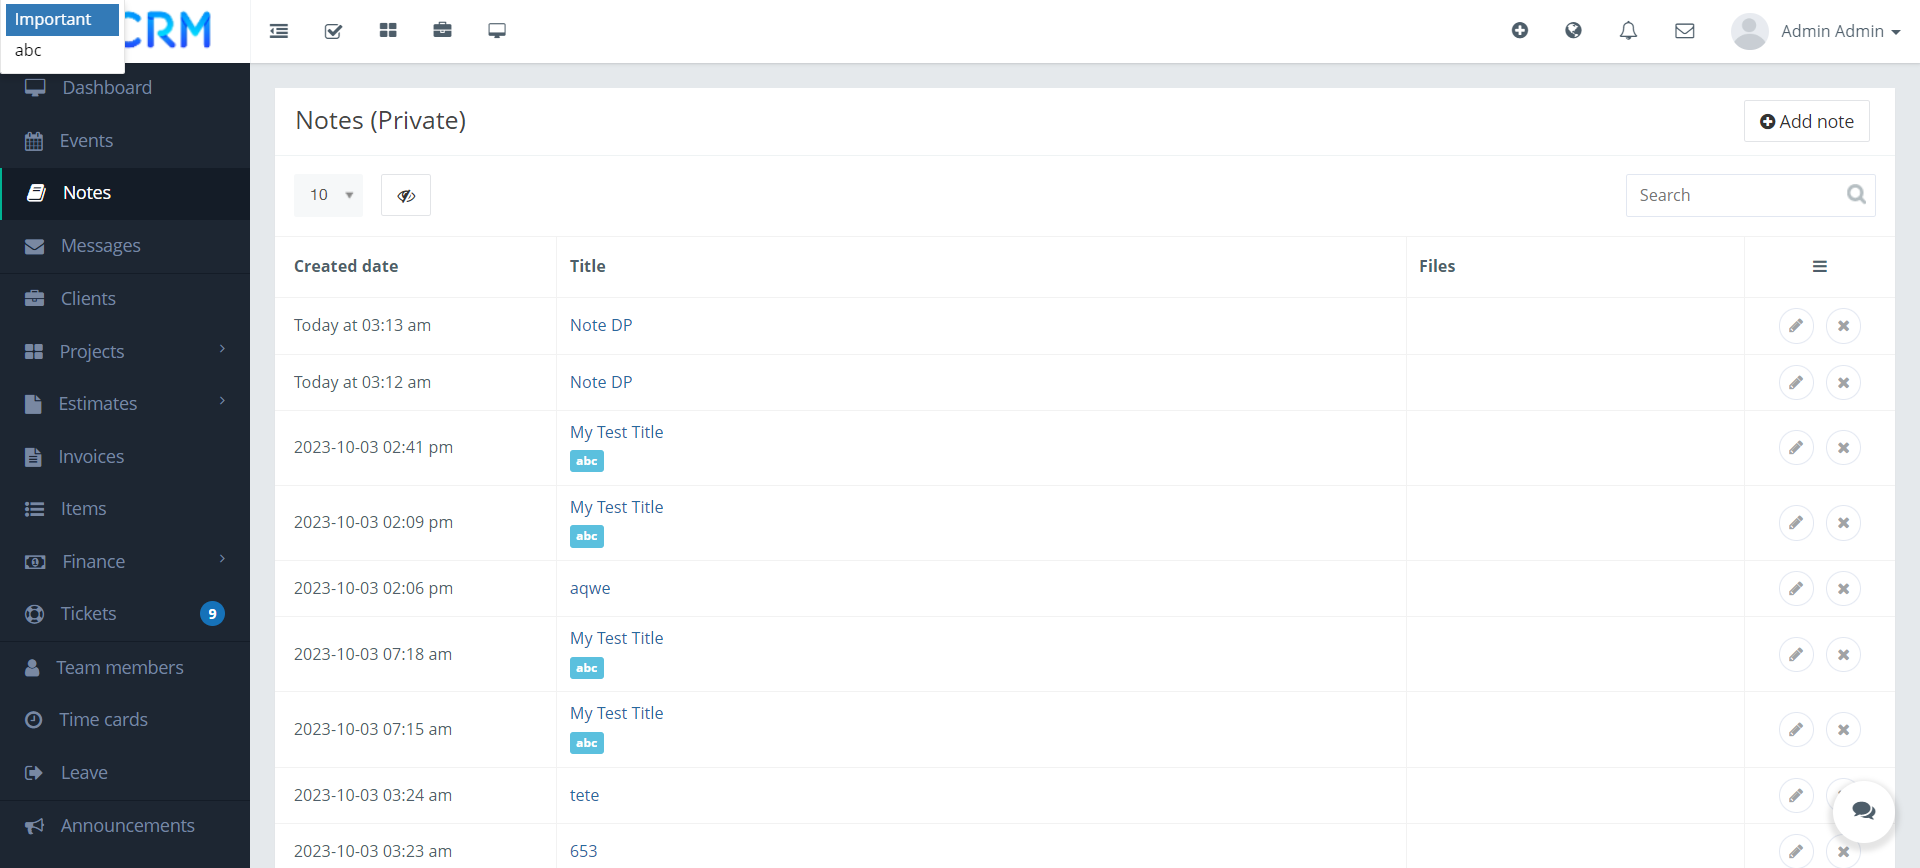 Important
abc
CRM
Admin Admin
Dashboard
Events
Notes
Messages
Clients
Projects
Estimates
Invoices
Items
Finance
Tickets 9
Team members
Time cards
Leave
Announcements
Notes (Private)
Add note
10
Search
Created date Title Files
Today at 03:13 am Note DP
Today at 03:12 am Note DP
2023-10-03 02:41 pm My Test Title
abc
2023-10-03 02:09 pm My Test Title
abc
2023-10-03 02:06 pm aqwe
2023-10-03 07:18 am My Test Title
abc
2023-10-03 07:15 am My Test Title
abc
2023-10-03 03:24 am tete
2023-10-03 03:23 am 653